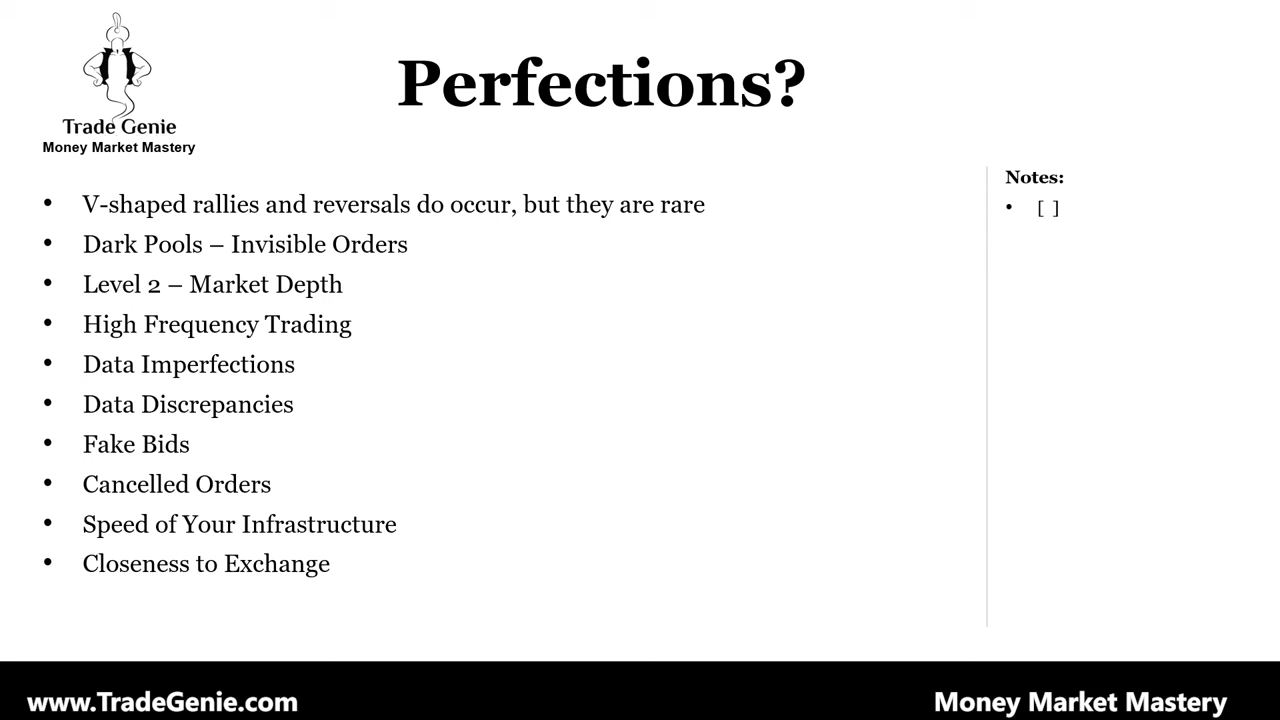 Trade Genie
Money Market Mastery
Perfections?
• V-shaped rallies and reversals do occur, but they are rare
• Dark Pools – Invisible Orders
• Level 2 – Market Depth
• High Frequency Trading
• Data Imperfections
• Data Discrepancies
• Fake Bids
• Cancelled Orders
• Speed of Your Infrastructure
• Closeness to Exchange
Notes:
• [ ]
www.TradeGenie.com
Money Market Mastery